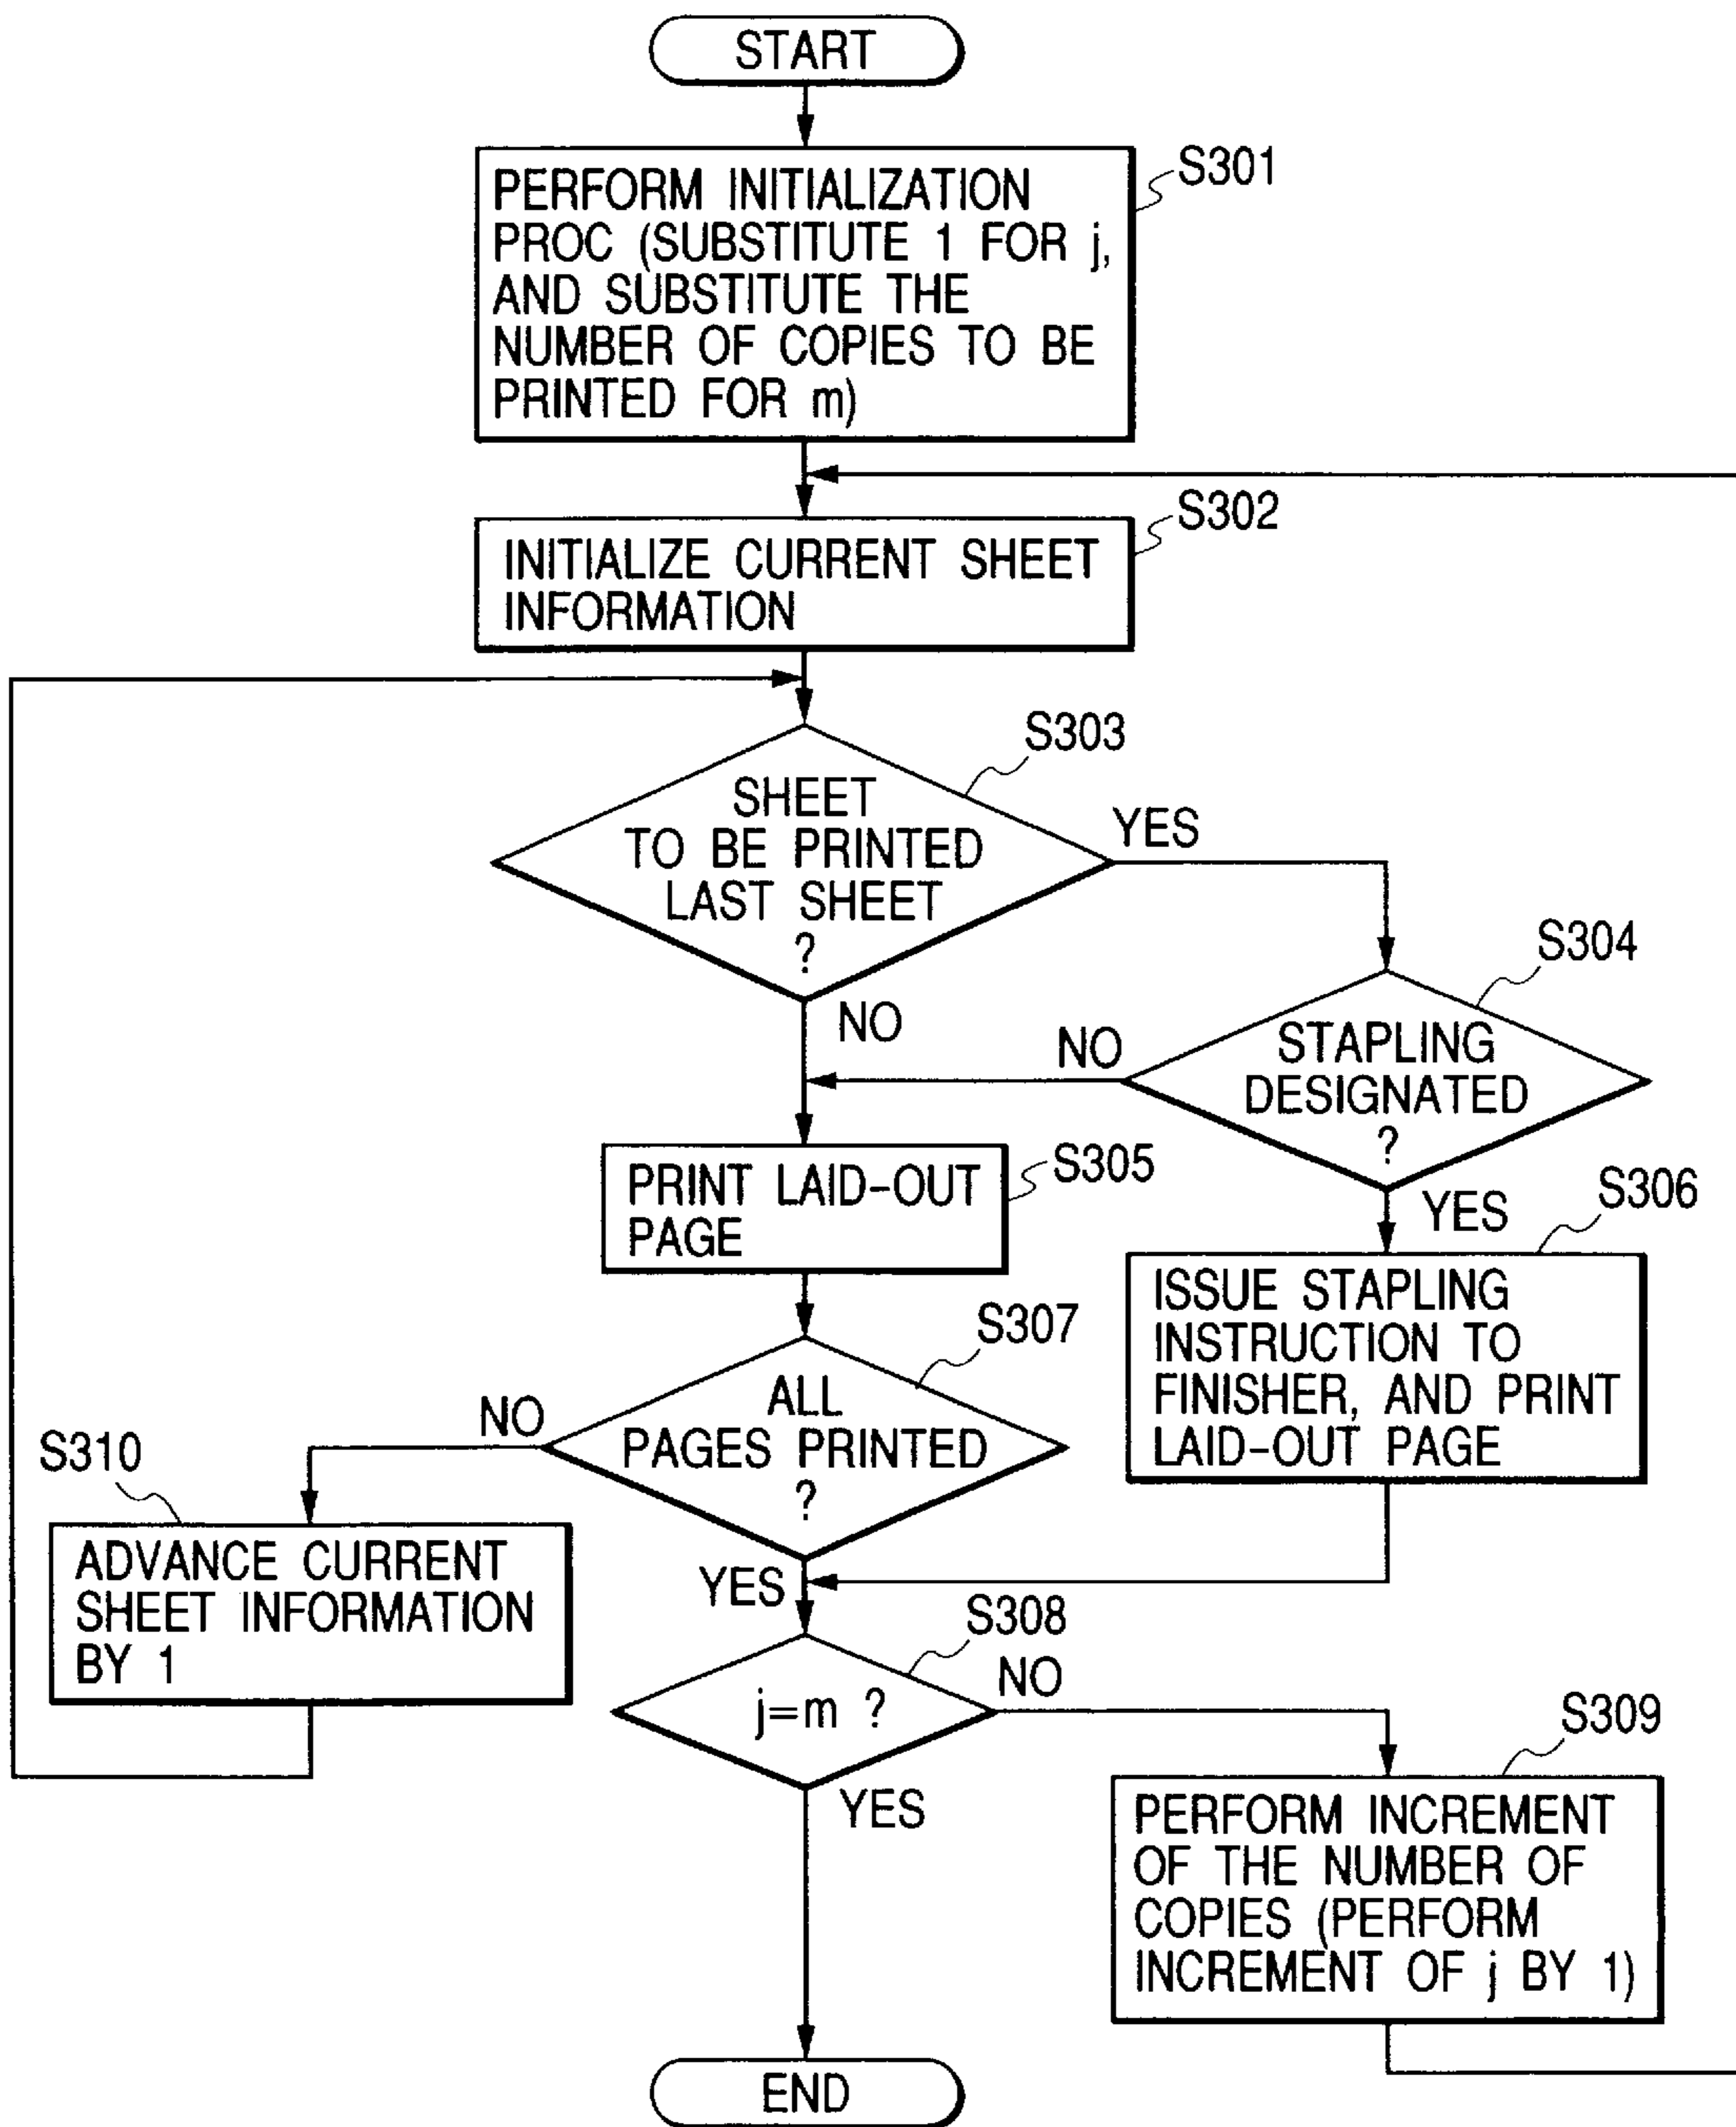 START
S301
PERFORM INITIALIZATION
PROC (SUBSTITUTE 1 FOR j,
AND SUBSTITUTE THE
NUMBER OF COPIES TO BE
PRINTED FOR m)
S302
INITIALIZE CURRENT SHEET
INFORMATION
S303
SHEET
TO BE PRINTED
LAST SHEET
?
YES
NO
S304
STAPLING
DESIGNATED
?
NO
YES
S305
PRINT LAID-OUT
PAGE
S306
ISSUE STAPLING
INSTRUCTION TO
FINISHER, AND PRINT
LAID-OUT PAGE
S307
ALL
PAGES PRINTED
?
NO
YES
S310
ADVANCE CURRENT
SHEET INFORMATION
BY 1
S308
j=m ?
NO
YES
S309
PERFORM INCREMENT
OF THE NUMBER OF
COPIES (PERFORM
INCREMENT OF j BY 1)
END